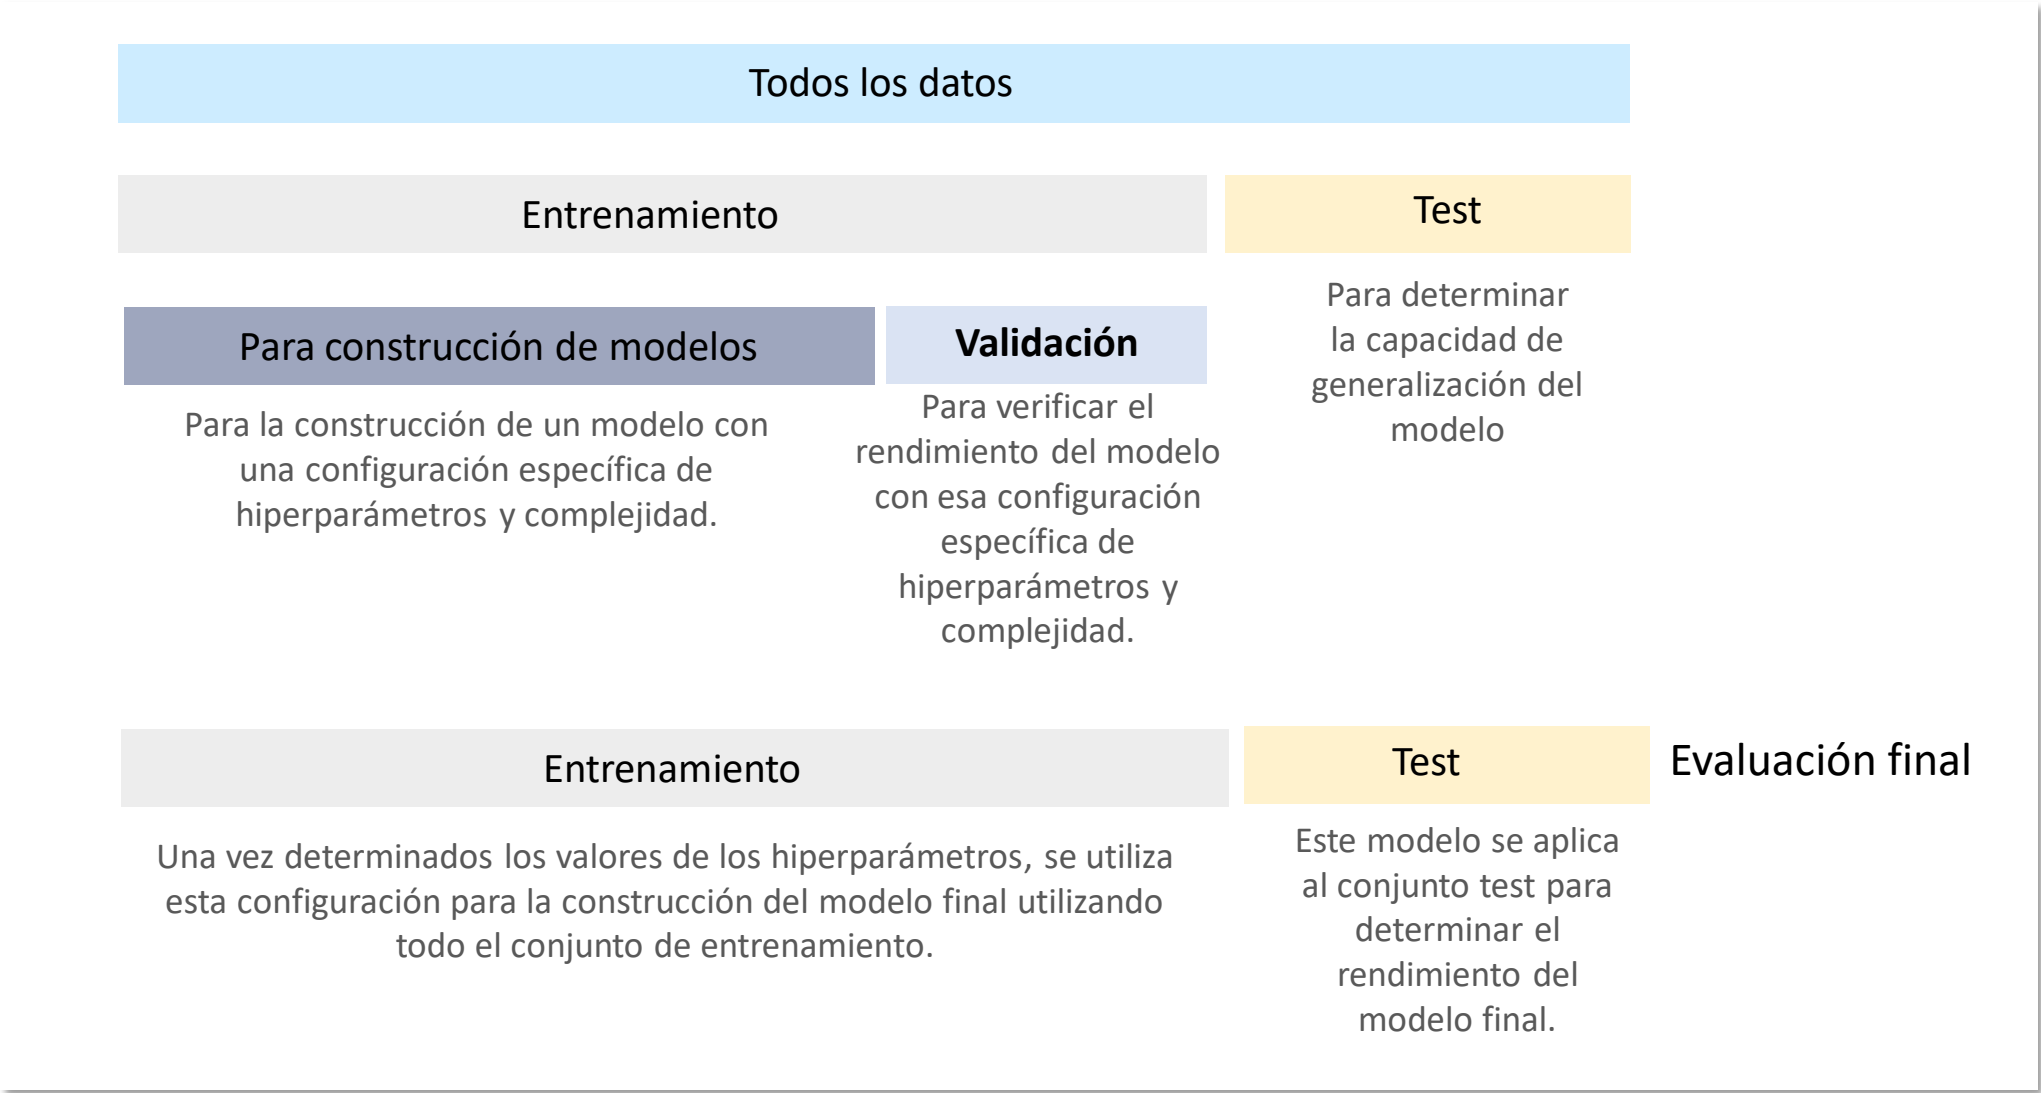 Todos los datos
Entrenamiento
Test
Para determinar
la capacidad de
generalización del
modelo
Para construcción de modelos
Para la construcción de un modelo con
una configuración específica de
hiperparámetros y complejidad.
Validación
Para verificar el
rendimiento del modelo
con esa configuración
específica de
hiperparámetros y
complejidad.
Entrenamiento
Una vez determinados los valores de los hiperparámetros, se utiliza
esta configuración para la construcción del modelo final utilizando
todo el conjunto de entrenamiento.
Test
Este modelo se aplica
al conjunto test para
determinar el
rendimiento del
modelo final.
Evaluación final